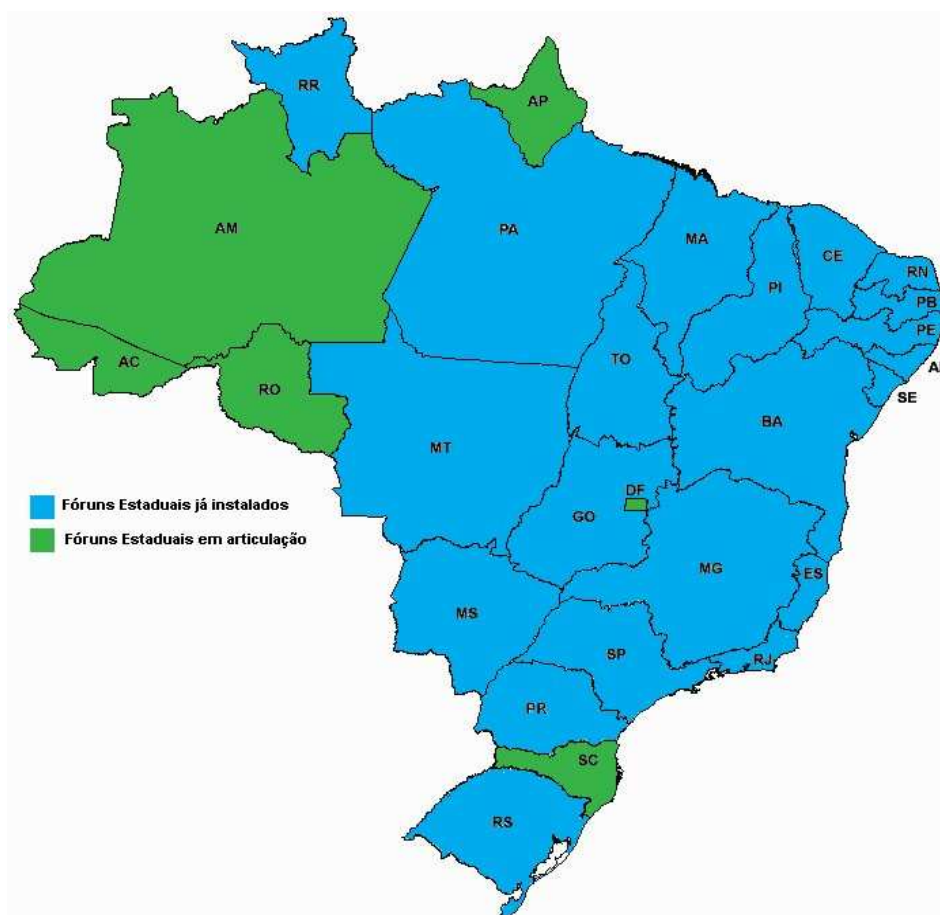 RR
AP
AM
PA
MA
CE
RN
PI
PB
PE
AC
TO
A
RO
SE
BA
MT
DF
Fóruns Estaduais já instalados
GO
Fóruns Estaduais em articulação
MG
ES
MS
SP
RJ
PR
SC
RS